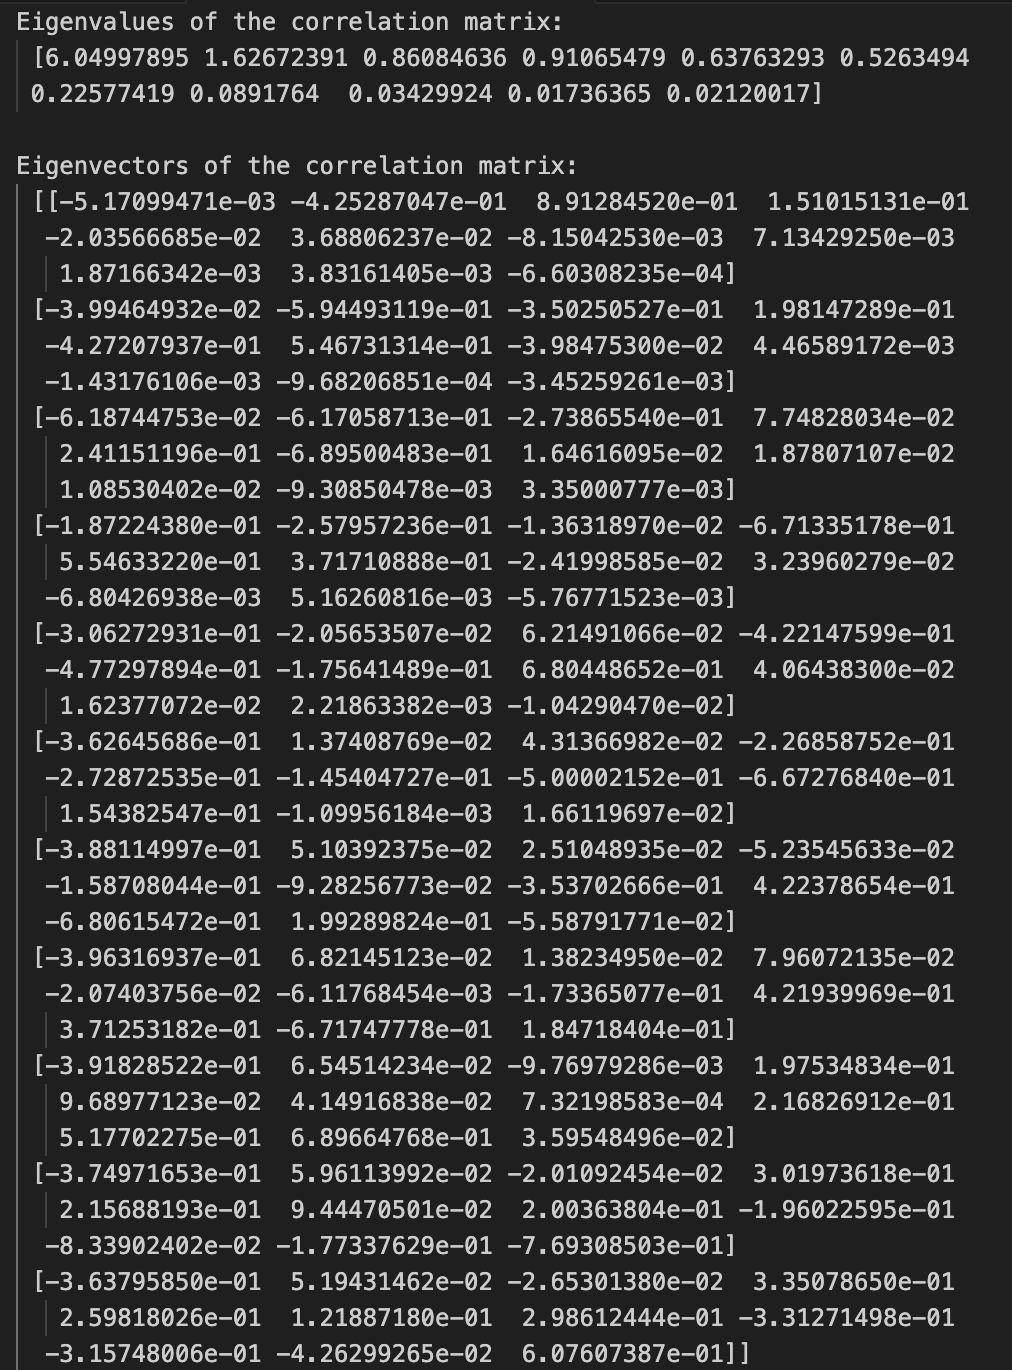 Eigenvalues of the correlation matrix:
[6.04997895 1.62672391 0.86084636 0.91065479 0.63763293 0.5263494
0.22577419 0.0891764  0.03429924 0.01736365 0.02120017]
Eigenvectors of the correlation matrix:
[[-5.17099471e-03 -4.25287047e-01  8.91284520e-01  1.51015131e-01
-2.03566685e-02  3.68806237e-02 -8.15042530e-03  7.13429250e-03
1.87166342e-03  3.83161405e-03 -6.60308235e-04]
[-3.99464932e-02 -5.94493119e-01 -3.50250527e-01  1.98147289e-01
-4.27207937e-01  5.46731314e-01 -3.98475300e-02  4.46589172e-03
-1.43176106e-03 -9.68206851e-04 -3.45259261e-03]
[-6.18744753e-02 -6.17058713e-01 -2.73865540e-01  7.74828034e-02
2.41151196e-01 -6.89500483e-01  1.64616095e-02  1.87807107e-02
1.08530402e-02 -9.30850478e-03  3.35000777e-03]
[-1.87224380e-01 -2.57957236e-01 -1.36318970e-02 -6.71335178e-01
5.54633220e-01  3.71710888e-01 -2.41998585e-02  3.23960279e-02
-6.80426938e-03  5.16260816e-03 -5.76771523e-03]
[-3.06272931e-01 -2.05653507e-02  6.21491066e-02 -4.22147599e-01
-4.77297894e-01 -1.75641489e-01  6.80448652e-01  4.06438300e-02
1.62377072e-02  2.21863382e-03 -1.04290470e-02]
[-3.62645686e-01  1.37408769e-02  4.31366982e-02 -2.26858752e-01
-2.72872535e-01 -1.45404727e-01 -5.00002152e-01 -6.67276840e-01
1.54382547e-01 -1.09956184e-03  1.66119697e-02]
[-3.88114997e-01  5.10392375e-02  2.51048935e-02 -5.23545633e-02
-1.58708044e-01 -9.28256773e-02 -3.53702666e-01  4.22378654e-01
-6.80615472e-01  1.99289824e-01 -5.58791771e-02]
[-3.96316937e-01  6.82145123e-02  1.38234950e-02  7.96072135e-02
-2.07403756e-02 -6.11768454e-03 -1.73365077e-01  4.21939969e-01
3.71253182e-01 -6.71747778e-01  1.84718404e-01]
[-3.91828522e-01  6.54514234e-02 -9.76979286e-03  1.97534834e-01
9.68977123e-02  4.14916838e-02  7.32198583e-04  2.16826912e-01
5.17702275e-01  6.89664768e-01  3.59548496e-02]
[-3.74971653e-01  5.96113992e-02 -2.01092454e-02  3.01973618e-01
2.15688193e-01  9.44470501e-02  2.00363804e-01 -1.96022595e-01
-8.33902402e-02 -1.77337629e-01 -7.69308503e-01]
[-3.63795850e-01  5.19431462e-02 -2.65301380e-02  3.35078650e-01
2.59818026e-01  1.21887180e-01  2.98612444e-01 -3.31271498e-01
-3.15748006e-01 -4.26299265e-02  6.07607387e-01]]